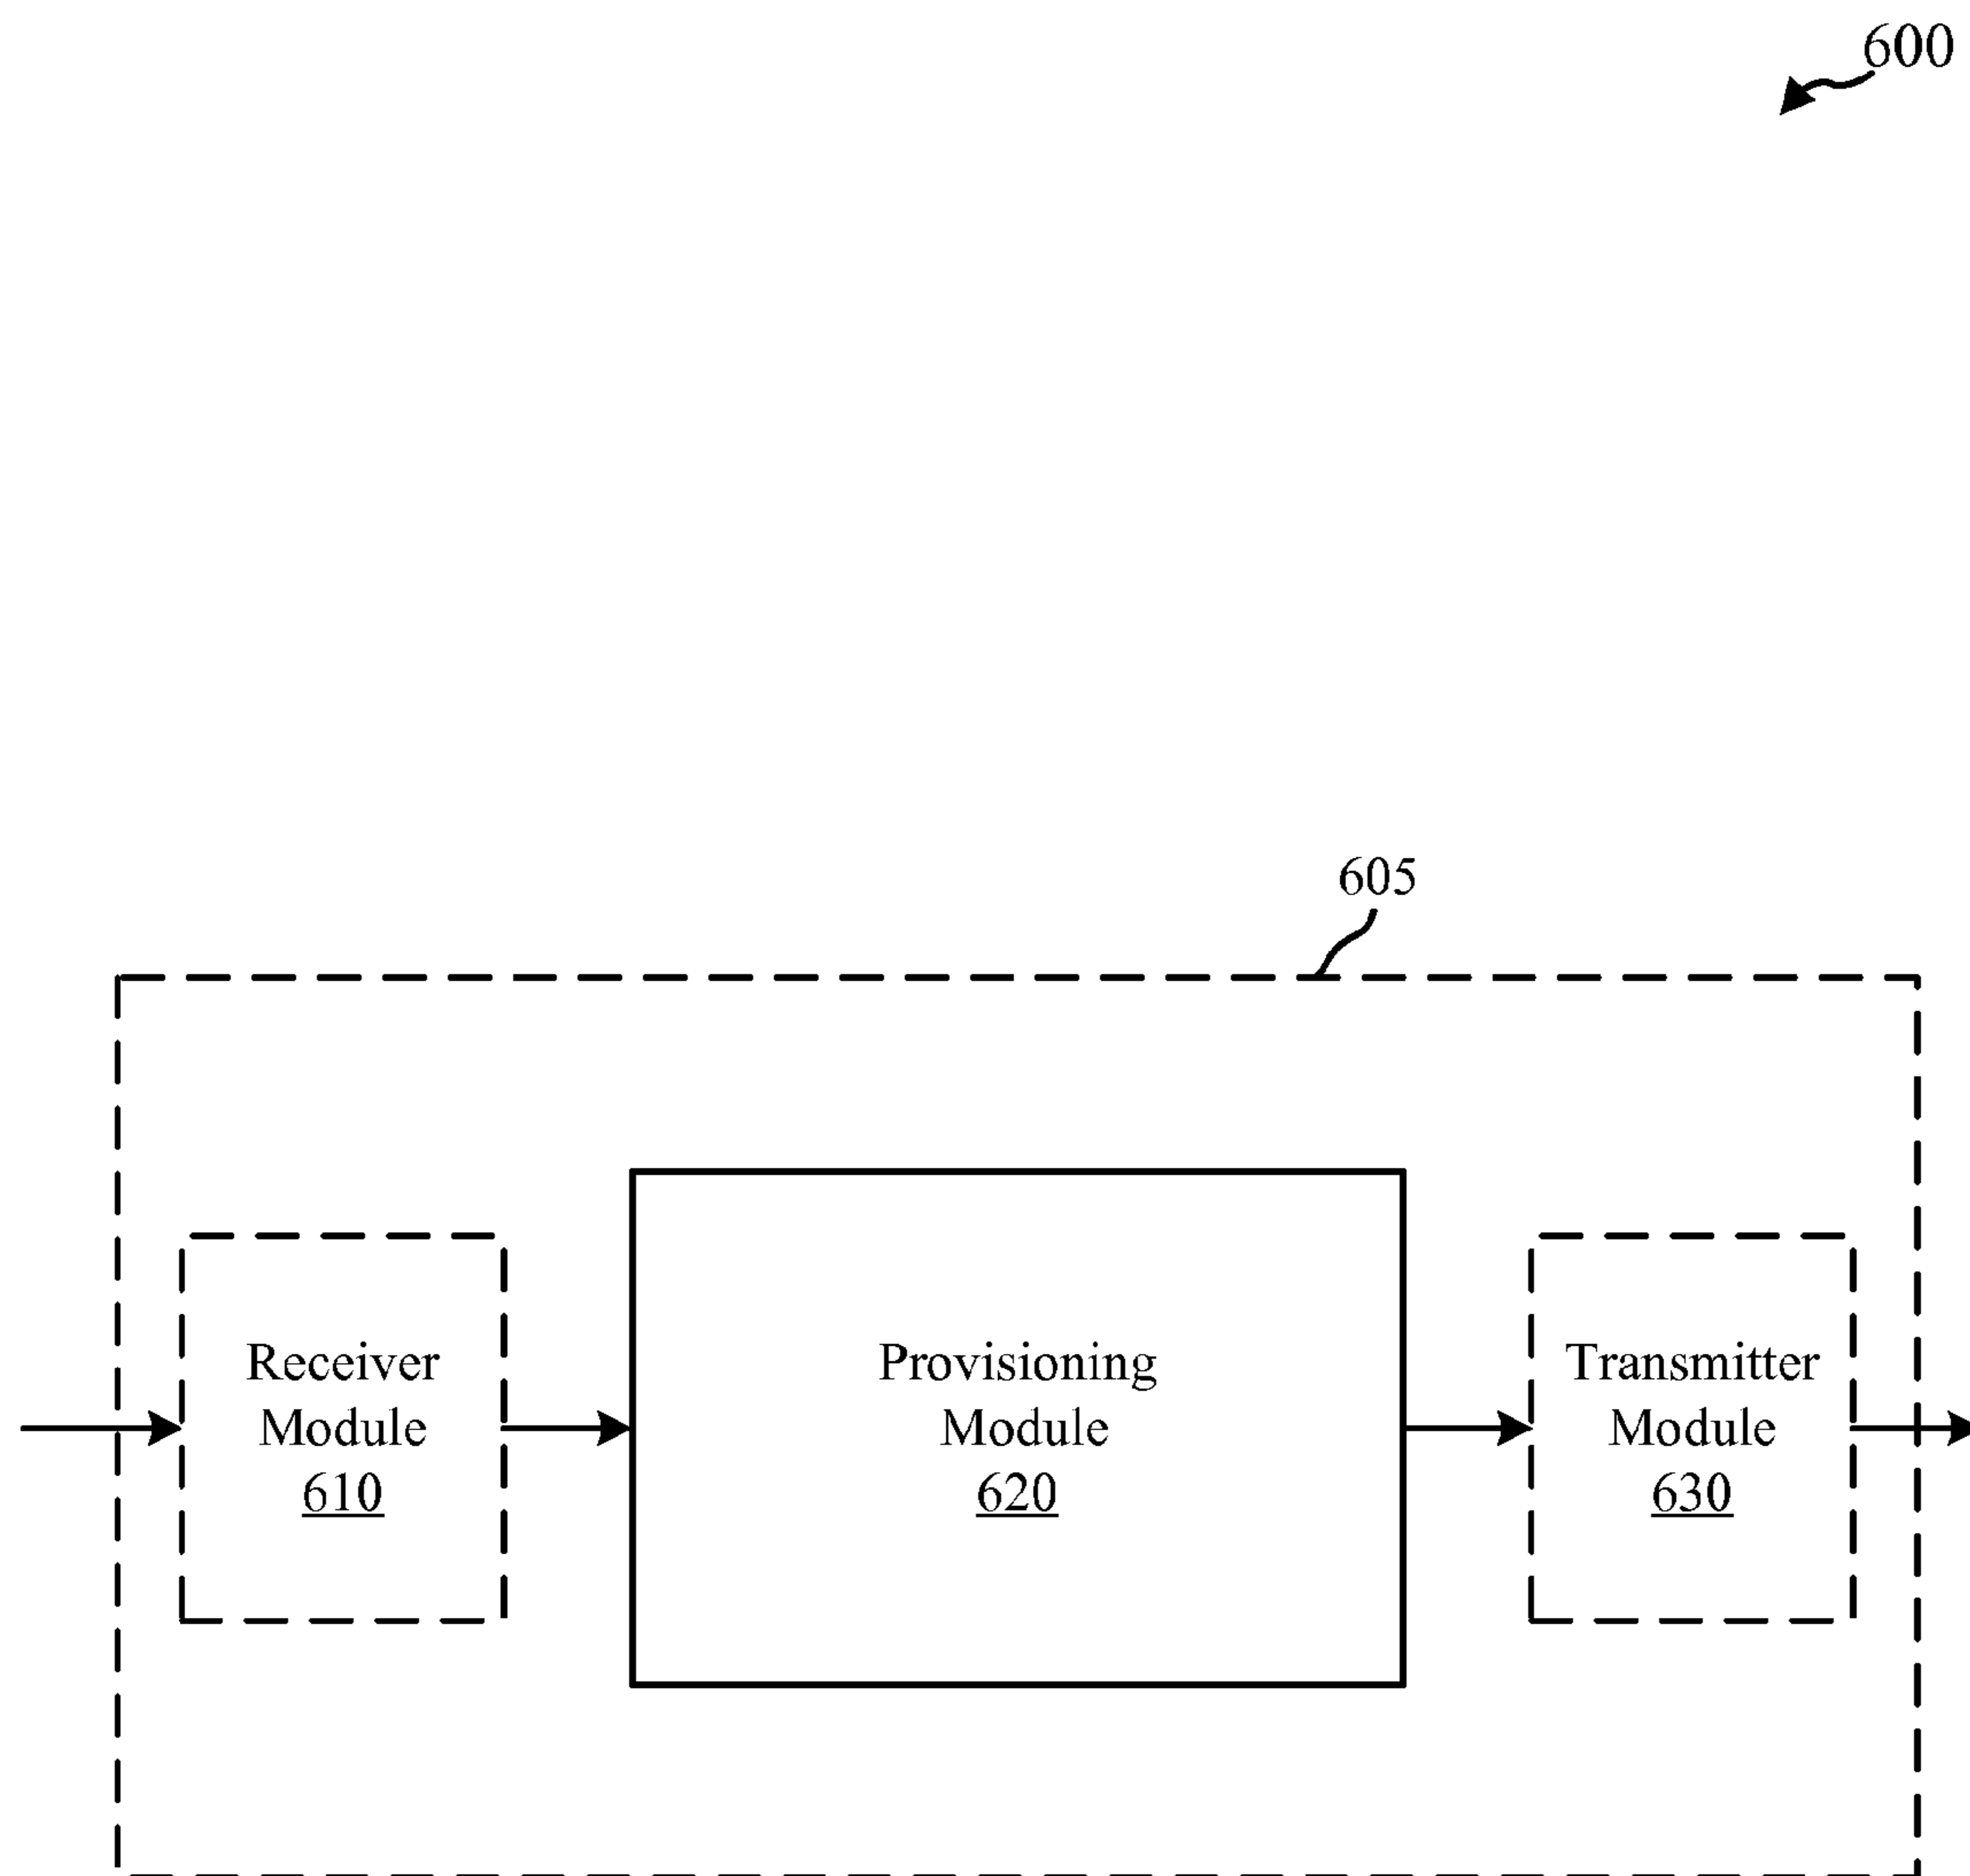 600
605
Receiver
Module
610
Provisioning
Module
620
Transmitter
Module
630